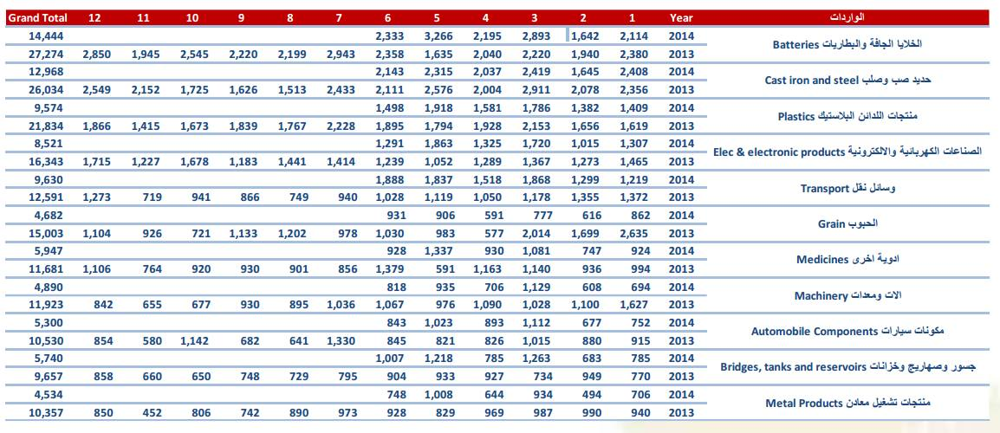 Grand Total 12 11 10 9 8 7 6 5 4 3 2 1 Year الواردات
14,444 2,333 3,266 2,195 2,893 1,642 2,114 2014
Batteries الخلايا الجافة والبطاريات
27,274 2,850 1,945 2,545 2,220 2,199 2,943 2,358 1,635 2,040 2,220 1,940 2,380 2013
12,968 2,143 2,315 2,037 2,419 1,645 2,408 2014
Cast iron and steel حديد صب وصلب
26,034 2,549 2,152 1,725 1,626 1,513 2,433 2,111 2,576 2,004 2,911 2,078 2,356 2013
9,574 1,498 1,918 1,581 1,786 1,382 1,409 2014
Plastics منتجات اللدائن البلاستيك
21,834 1,866 1,415 1,673 1,839 1,767 2,228 1,895 1,794 1,928 2,153 1,656 1,619 2013
8,521 1,291 1,863 1,325 1,720 1,015 1,307 2014
Elec & electronic products الصناعات الكهربائية والالكترونية
16,343 1,715 1,227 1,678 1,183 1,441 1,414 1,239 1,052 1,289 1,367 1,273 1,465 2013
9,630 1,888 1,837 1,518 1,868 1,299 1,219 2014
Transport وسائل نقل
12,591 1,273 719 941 866 749 940 1,028 1,119 1,050 1,178 1,355 1,372 2013
4,682 931 906 591 777 616 862 2014
Grain الحبوب
15,003 1,104 926 721 1,133 1,202 978 1,030 983 577 2,014 1,699 2,635 2013
5,947 928 1,337 930 1,081 747 924 2014
Medicines ادوية اخرى
11,681 1,106 764 920 930 901 856 1,379 591 1,163 1,140 936 994 2013
4,890 818 935 706 1,129 608 694 2014
Machinery الات ومعدات
11,923 842 655 677 930 895 1,036 1,067 976 1,090 1,028 1,100 1,627 2013
5,300 843 1,023 893 1,112 677 752 2014
Automobile Components مكونات سيارات
10,530 854 580 1,142 682 641 1,330 845 821 826 1,015 880 915 2013
5,740 1,007 1,218 785 1,263 683 785 2014
Bridges, tanks and reservoirs جسور وصهاريج وخزانات
9,657 858 660 650 748 729 795 904 933 927 734 949 770 2013
4,534 748 1,008 644 934 494 706 2014
Metal Products منتجات تشغيل معادن
10,357 850 452 806 742 890 973 928 829 969 987 990 940 2013